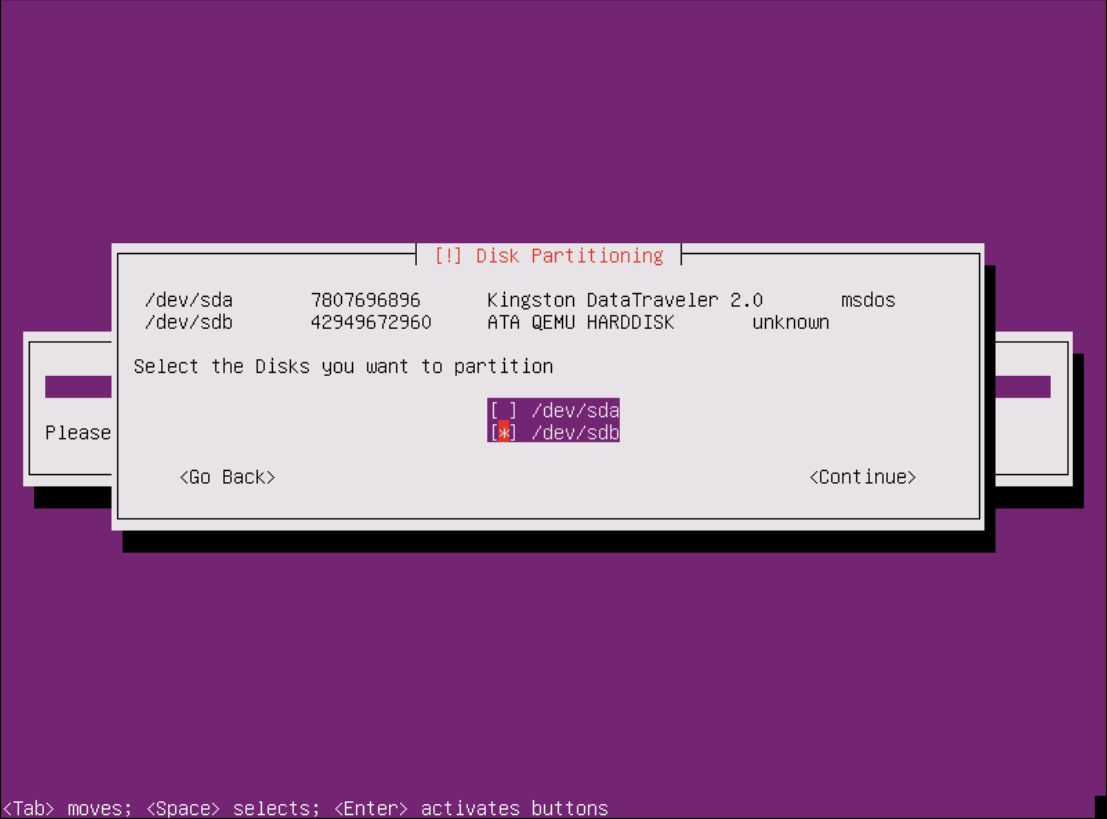 [!] Disk Partitioning
/dev/sda 7807696896 Kingston DataTraveler 2.0 msdos
/dev/sdb 42949672960 ATA QEMU HARDDISK unknown
Select the Disks you want to partition
[ ] /dev/sda
[*] /dev/sdb
Please
<Go Back> <Continue>
<Tab> moves; <Space> selects; <Enter> activates buttons